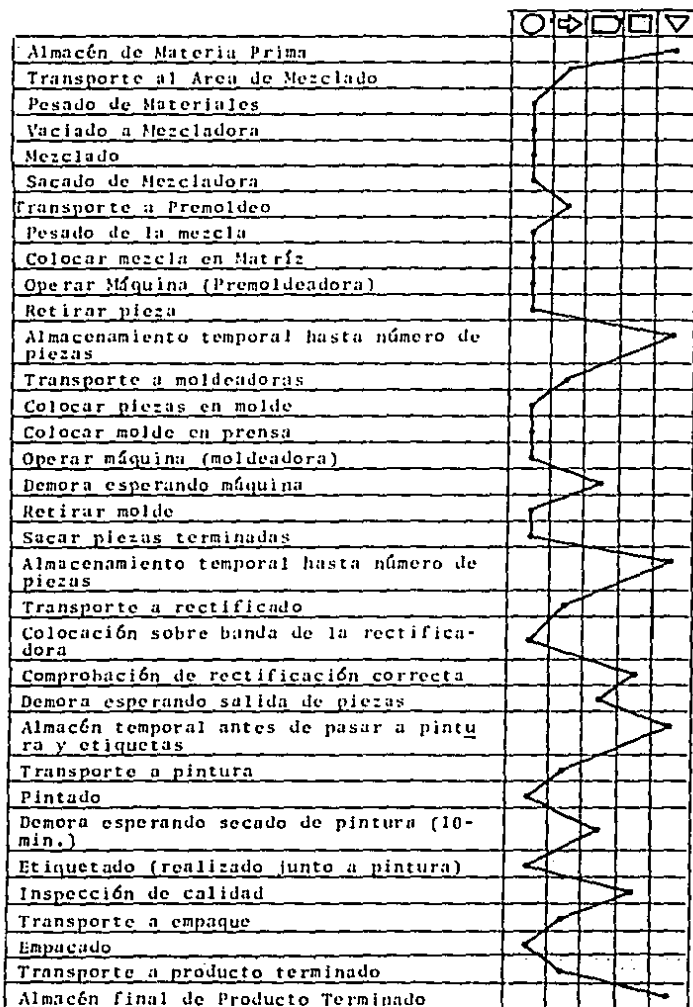 Almacén de Materia Prima
Transporte al Area de Mezclado
Pesado de Materiales
Vaciado a Mezcladora
Mezclado
Sacado de Mezcladora
Transporte a Premoldeo
Pesado de la mezcla
Colocar mezcla en Matríz
Operar Máquina (Premoldeadora)
Retirar pieza
Almacenamiento temporal hasta número de
piezas
Transporte a moldeadoras
Colocar piezas en molde
Colocar molde en prensa
Operar máquina (moldeadora)
Demora esperando máquina
Retirar molde
Sacar piezas terminadas
Almacenamiento temporal hasta número de
piezas
Transporte a rectificado
Colocación sobre banda de la rectifica-
dora
Comprobación de rectificación correcta
Demora esperando salida de piezas
Almacén temporal antes de pasar a pintu
ra y etiquetas
Transporte a pintura
Pintado
Demora esperando secado de pintura (10-
min.)
Etiquetado (realizado junto a pintura)
Inspección de calidad
Transporte a empaque
Empacado
Transporte a producto terminado
Almacén final de Producto Terminado